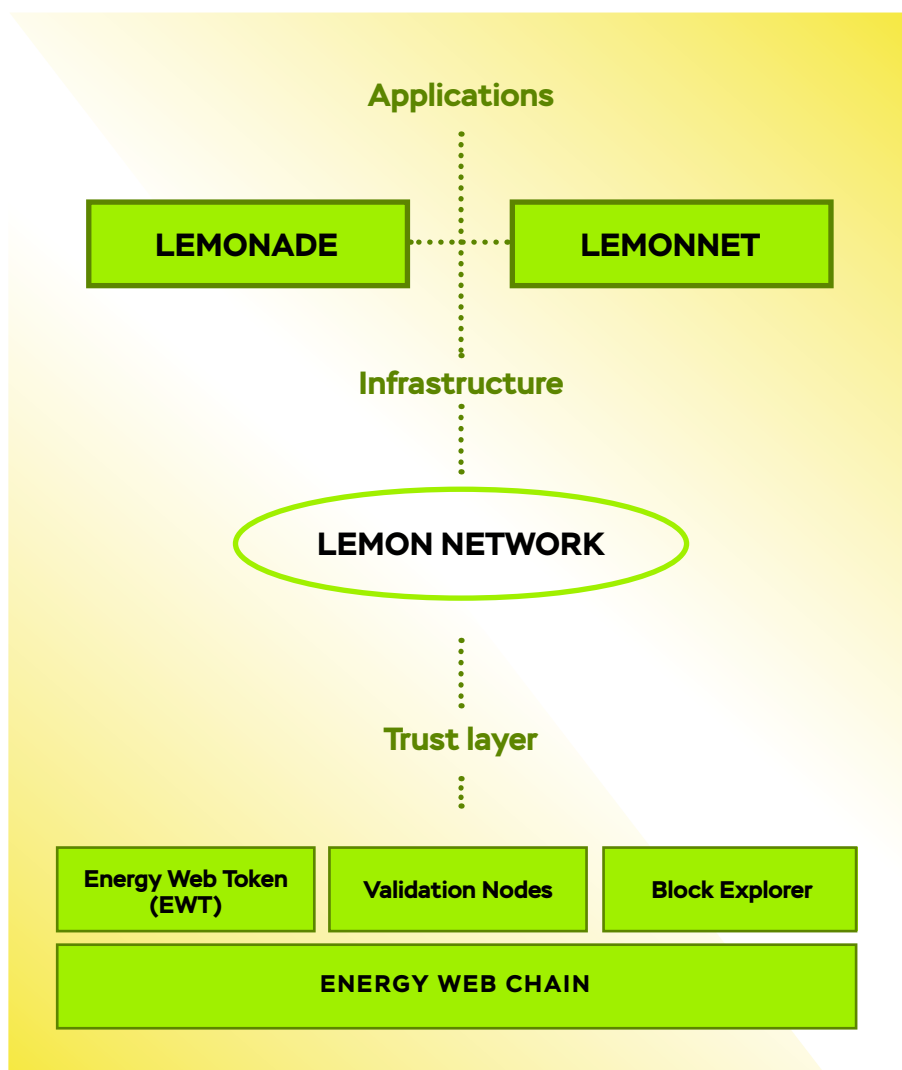 Applications
LEMONADE
LEMONNET
Infrastructure
LEMON NETWORK
Trust layer
Energy Web Token
(EWT)
Validation Nodes
Block Explorer
ENERGY WEB CHAIN